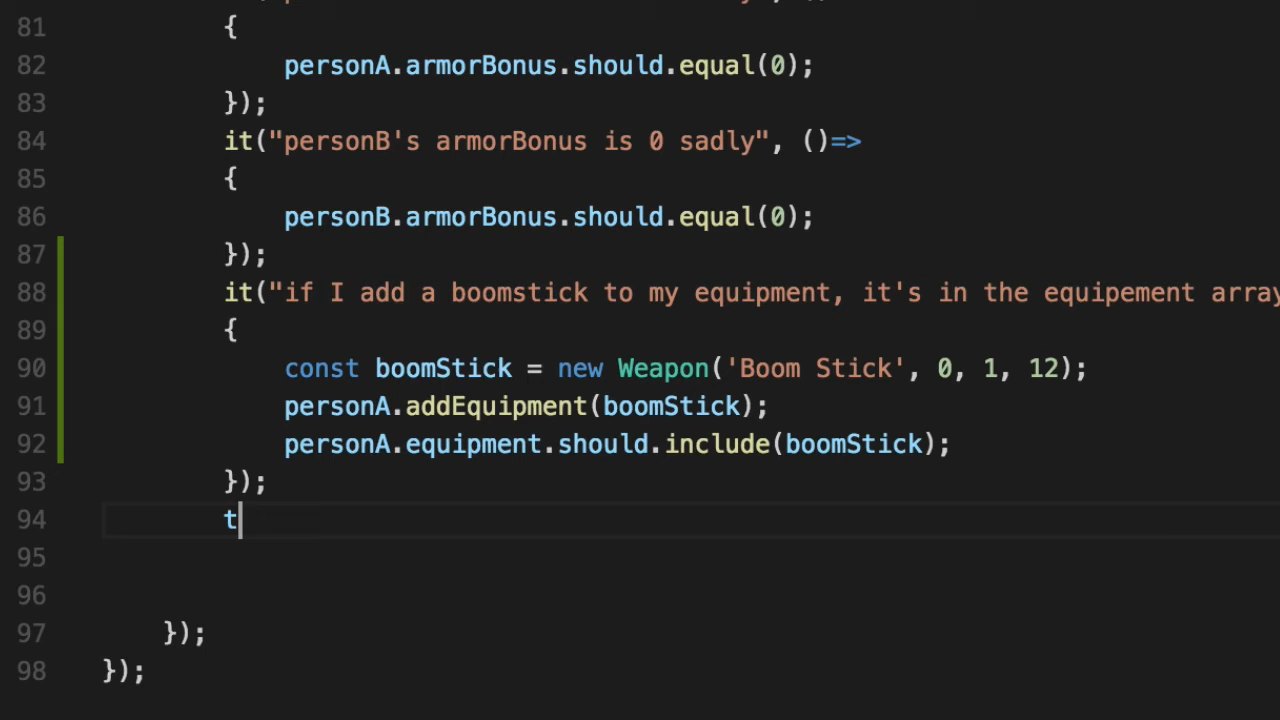 81 {
82 personA.armorBonus.should.equal(0);
83 });
84 it("personB's armorBonus is 0 sadly", ()=>
85 {
86 personB.armorBonus.should.equal(0);
87 });
88 it("if I add a boomstick to my equipment, it's in the equipement array
89 {
90 const boomStick = new Weapon('Boom Stick', 0, 1, 12);
91 personA.addEquipment(boomStick);
92 personA.equipment.should.include(boomStick);
93 });
94 t
95
96
97 });
98 });